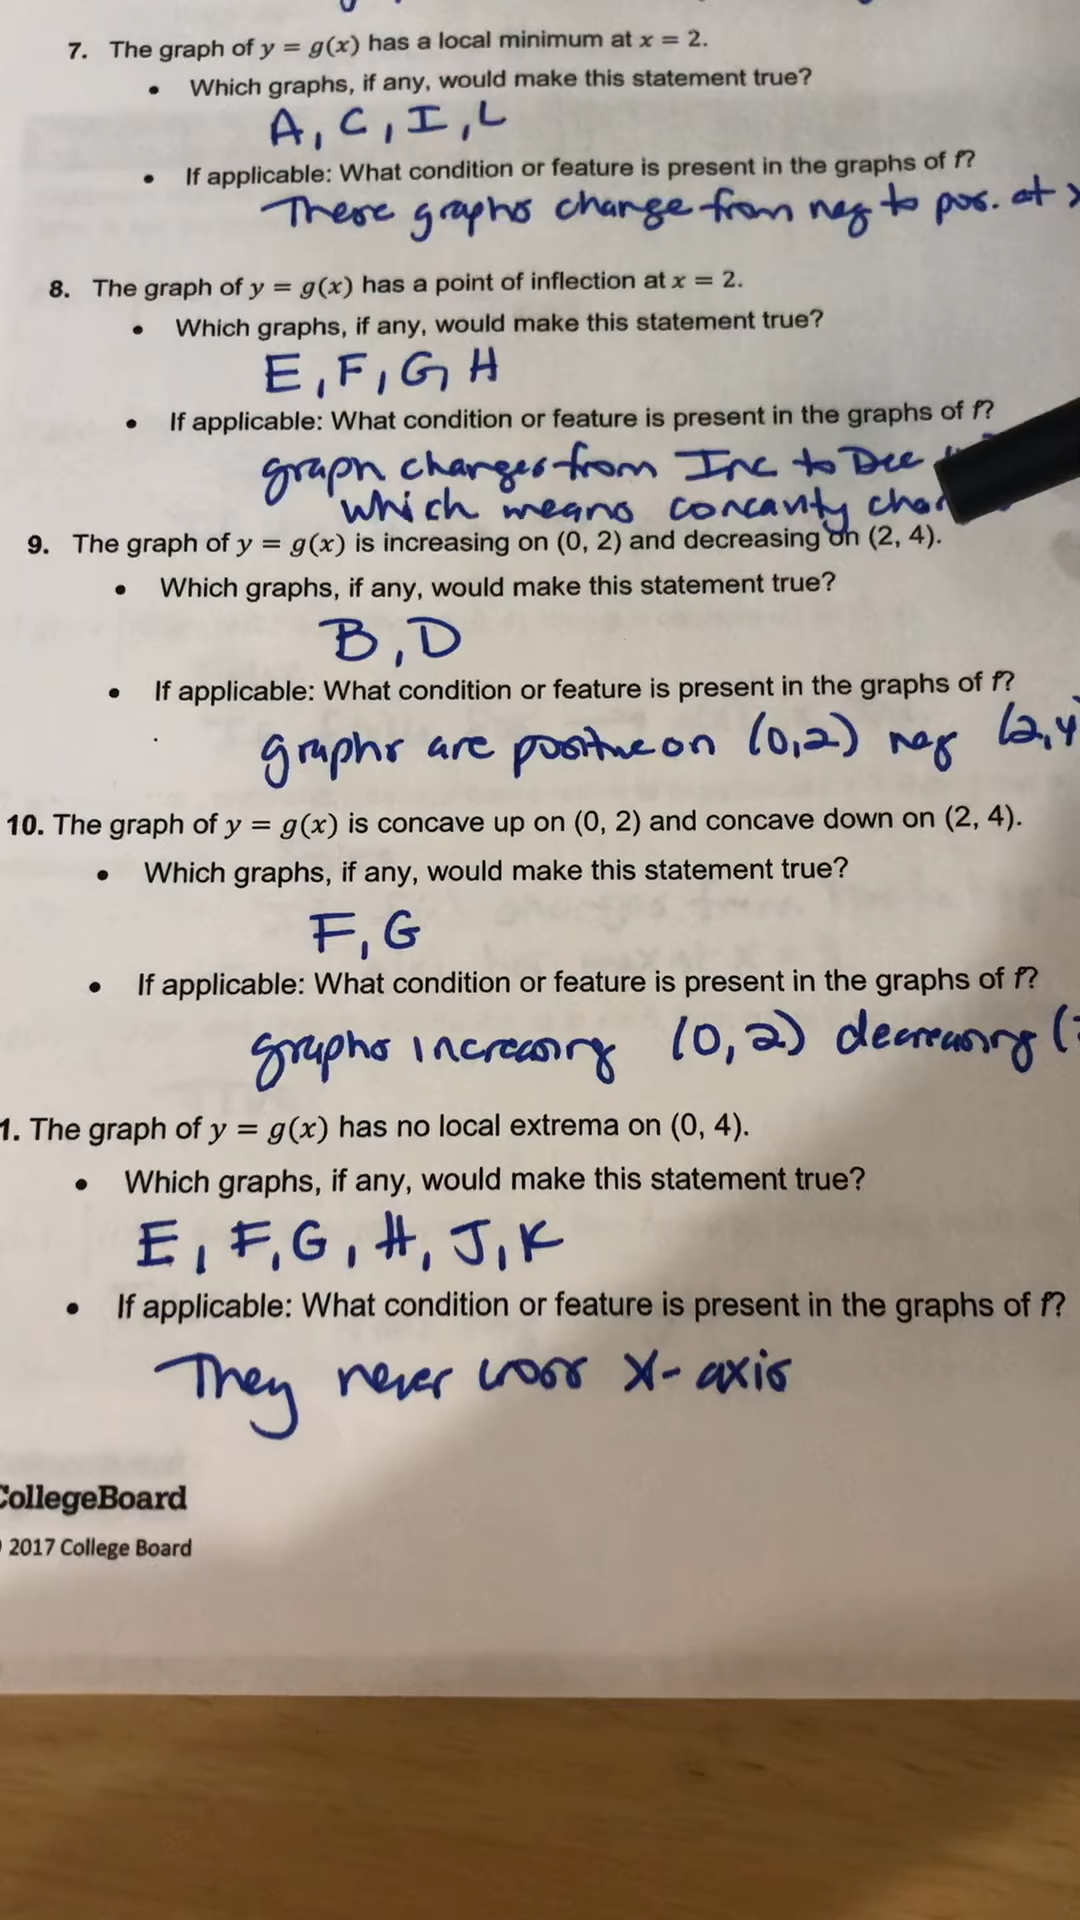 7. The graph of y = g(x) has a local minimum at x = 2.
• Which graphs, if any, would make this statement true?
A, C, I, L
• If applicable: What condition or feature is present in the graphs of f?
These graphs change from neg to pos. at
8. The graph of y = g(x) has a point of inflection at x = 2.
• Which graphs, if any, would make this statement true?
E, F, G, H
• If applicable: What condition or feature is present in the graphs of f?
graph changes from Inc to Dec
which means concavity
9. The graph of y = g(x) is increasing on (0, 2) and decreasing on (2, 4).
• Which graphs, if any, would make this statement true?
B, D
• If applicable: What condition or feature is present in the graphs of f?
graphs are positive on (0,2) neg (2,4
10. The graph of y = g(x) is concave up on (0, 2) and concave down on (2, 4).
• Which graphs, if any, would make this statement true?
F, G
• If applicable: What condition or feature is present in the graphs of f?
graphs increasing (0,2) decreasing (
1. The graph of y = g(x) has no local extrema on (0, 4).
• Which graphs, if any, would make this statement true?
E, F, G, H, J, K
• If applicable: What condition or feature is present in the graphs of f?
They never cross x-axis
CollegeBoard
2017 College Board